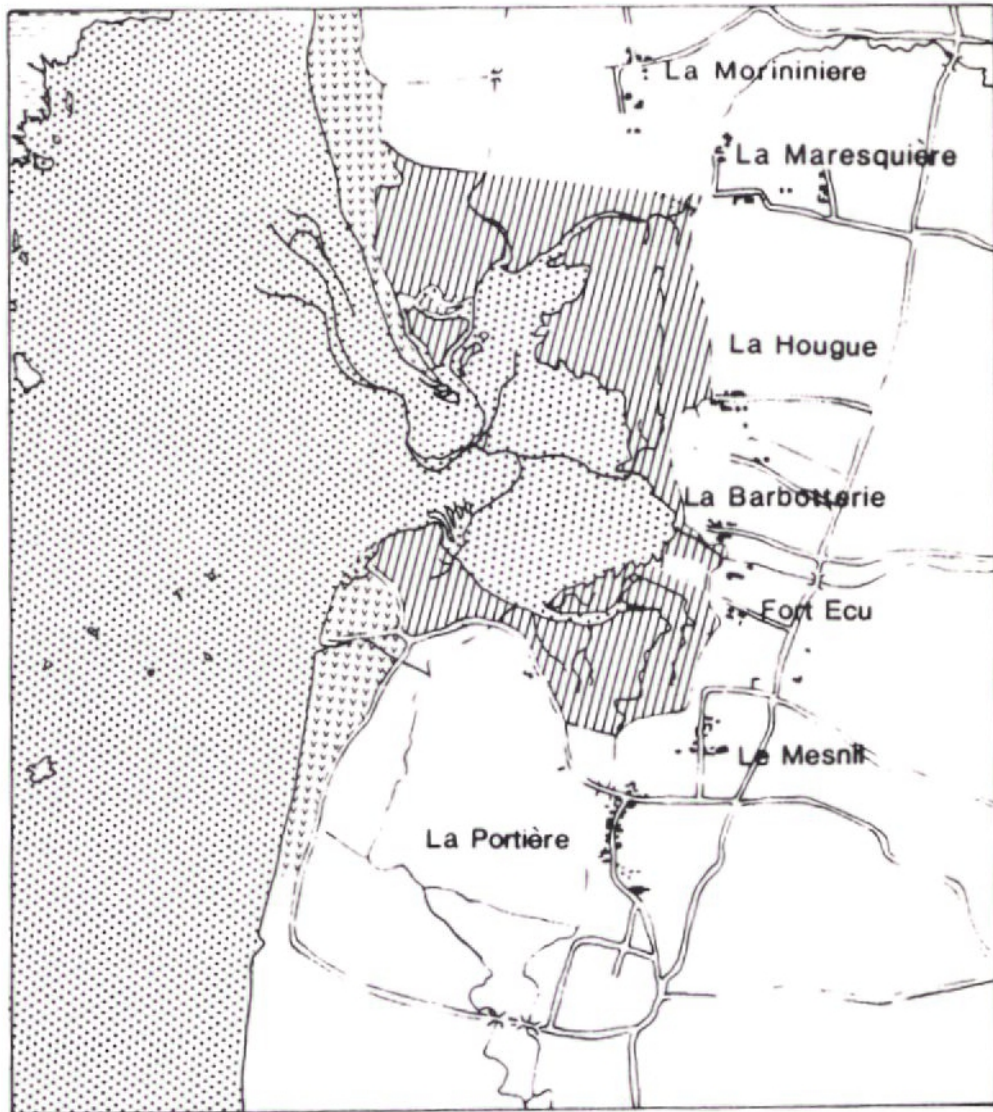 La Morininiere
La Maresquière
La Hougue
La Barbotterie
Fort Ecu
Le Mesnil
La Portière